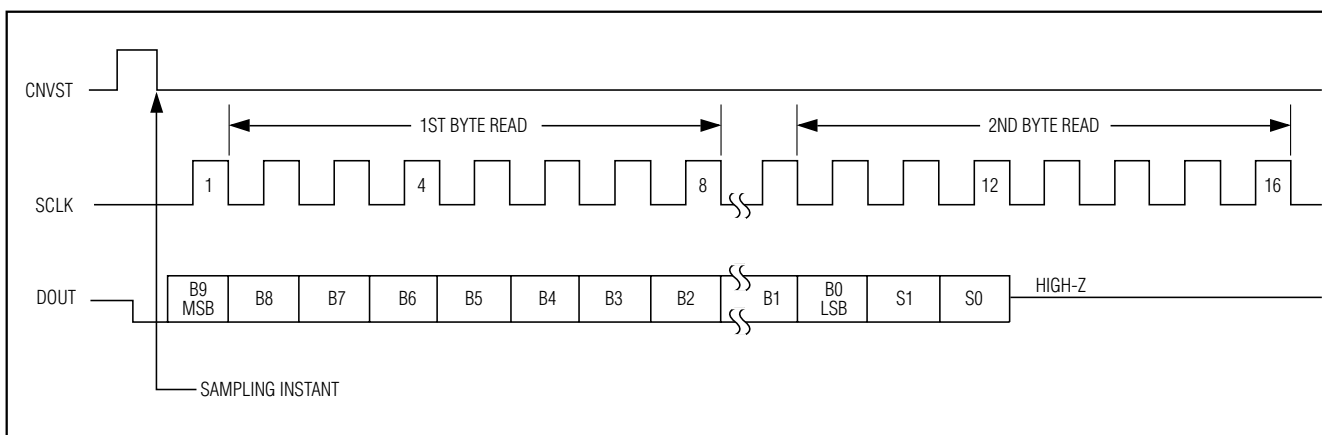 CNVST
1ST BYTE READ
2ND BYTE READ
1
4
8
12
16
SCLK
DOUT
B9
MSB
B8
B7
B6
B5
B4
B3
B2
B1
B0
LSB
S1
S0
HIGH-Z
SAMPLING INSTANT